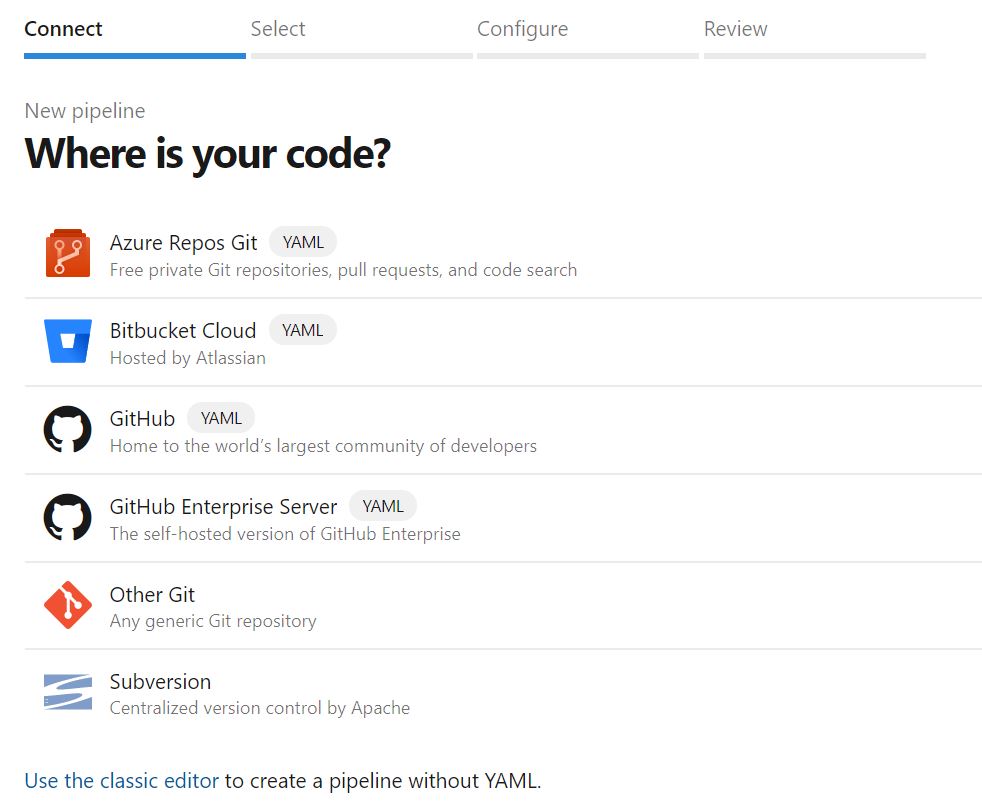 Connect Select Configure Review
New pipeline
Where is your code?
Azure Repos Git YAML
Free private Git repositories, pull requests, and code search
Bitbucket Cloud YAML
Hosted by Atlassian
GitHub YAML
Home to the world’s largest community of developers
GitHub Enterprise Server YAML
The self-hosted version of GitHub Enterprise
Other Git
Any generic Git repository
Subversion
Centralized version control by Apache
Use the classic editor to create a pipeline without YAML.